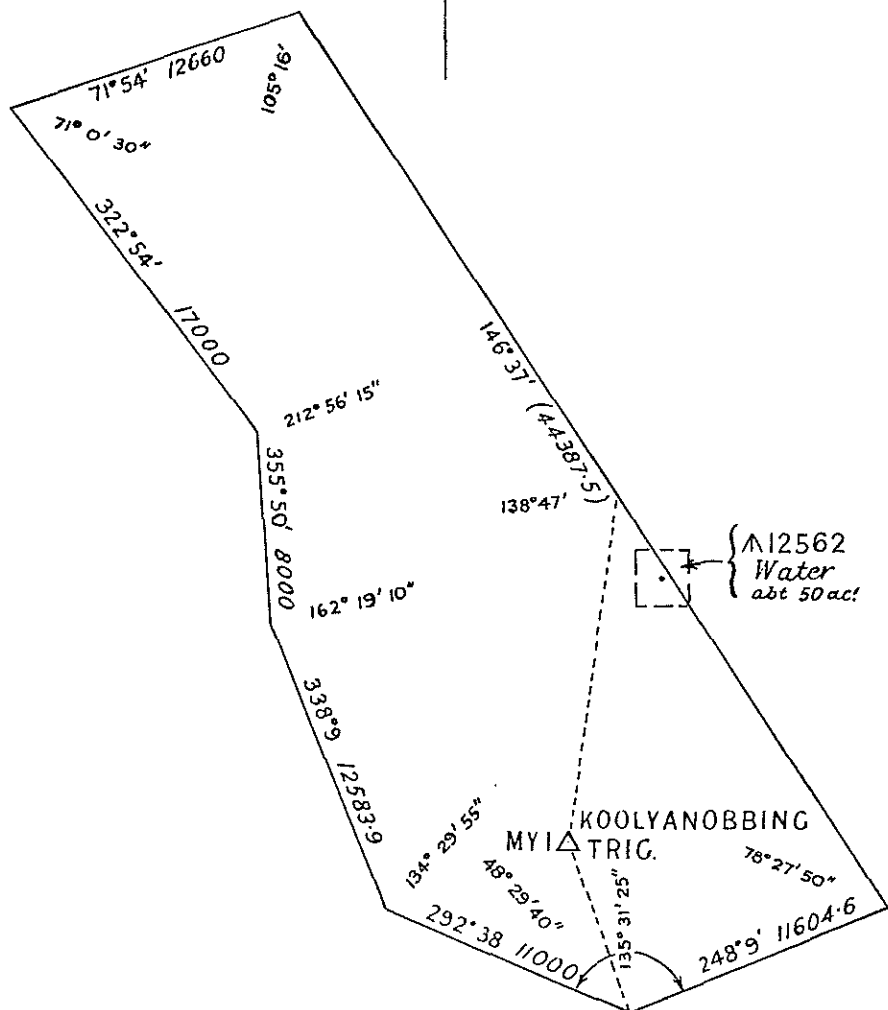 71°54' 12660
105°16'
71° 0' 30"
322°54' 17000
146°37' (44387·5)
212° 56' 15"
355°50' 8000
138°47'
12562
Water
abt 50 ac!
162° 19' 10"
338°9 12583·9
KOOLYANOBBING
MY1 TRIG.
134° 29' 55"
48° 29' 40"
135° 31' 25"
78° 27' 50"
292°38 11000
248°9' 11604·6